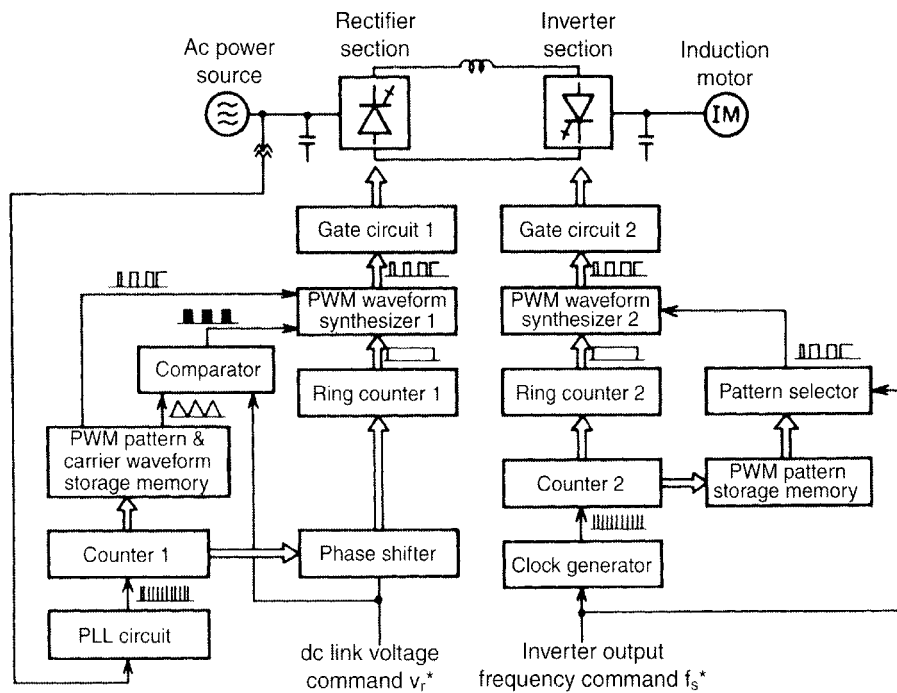 Ac power
source
Rectifier
section
Inverter
section
Induction
motor
IM
Gate circuit 1
Gate circuit 2
PWM waveform
synthesizer 1
PWM waveform
synthesizer 2
Comparator
Ring counter 1
Ring counter 2
Pattern selector
PWM pattern &
carrier waveform
storage memory
Counter 2
PWM pattern
storage memory
Counter 1
Phase shifter
Clock generator
PLL circuit
dc link voltage
command vr*
Inverter output
frequency command fs*